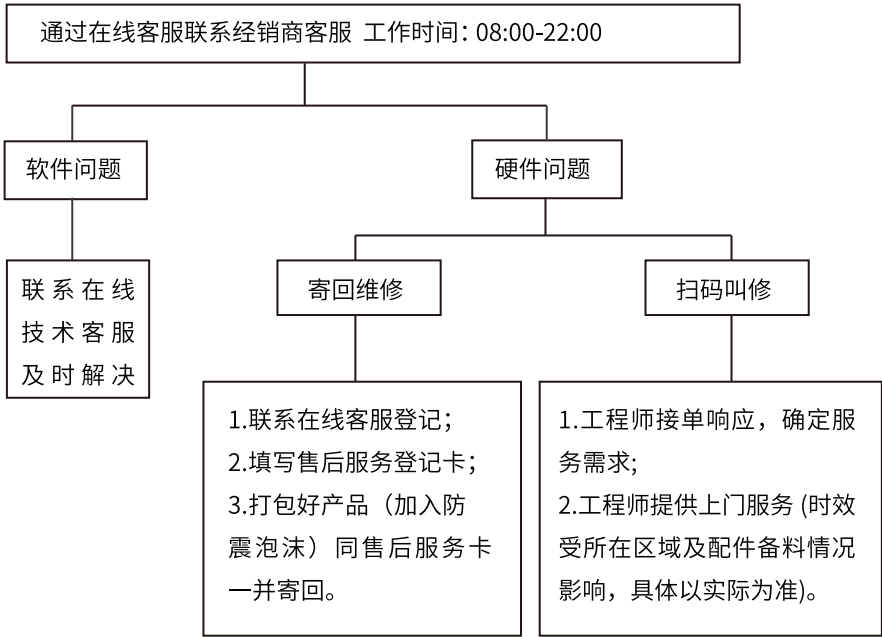 通过在线客服联系经销商客服 工作时间：08:00-22:00
软件问题
硬件问题
联系在线
技术客服
及时解决
寄回维修
扫码叫修
1.联系在线客服登记；
2.填写售后服务登记卡；
3.打包好产品（加入防
震泡沫）同售后服务卡
一并寄回。
1.工程师接单响应，确定服
务需求;
2.工程师提供上门服务 (时效
受所在区域及配件备料情况
影响，具体以实际为准)。